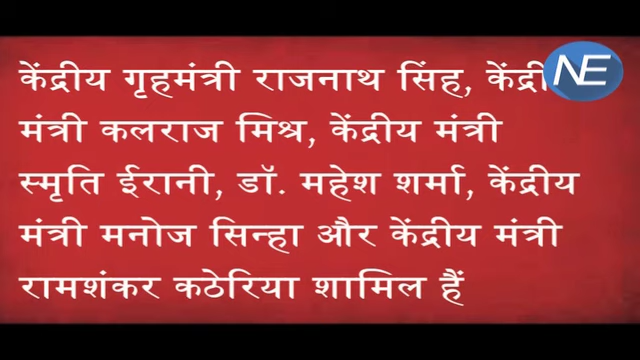 केंद्रीय गृहमंत्री राजनाथ सिंह,
मंत्री कलराज मिश्र, केंद्रीय मंत्री
स्मृति ईरानी, डॉ. महेश शर्मा, केंद्रीय
मंत्री मनोज सिन्हा और केंद्रीय मंत्री
रामशंकर कठेरिया शामिल हैं
NE